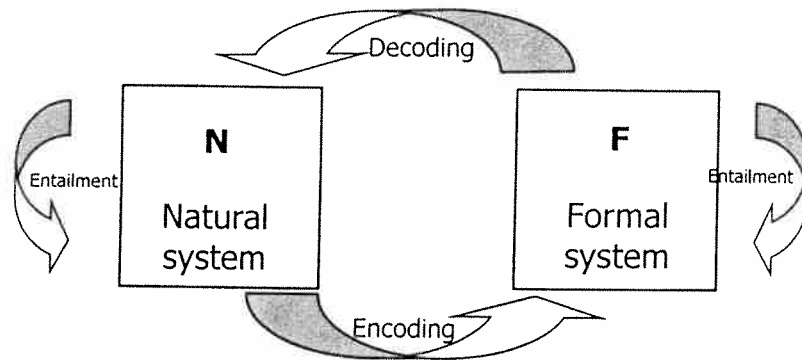 Decoding
N
Natural
system
F
Formal
system
Entailment
Entailment
Encoding